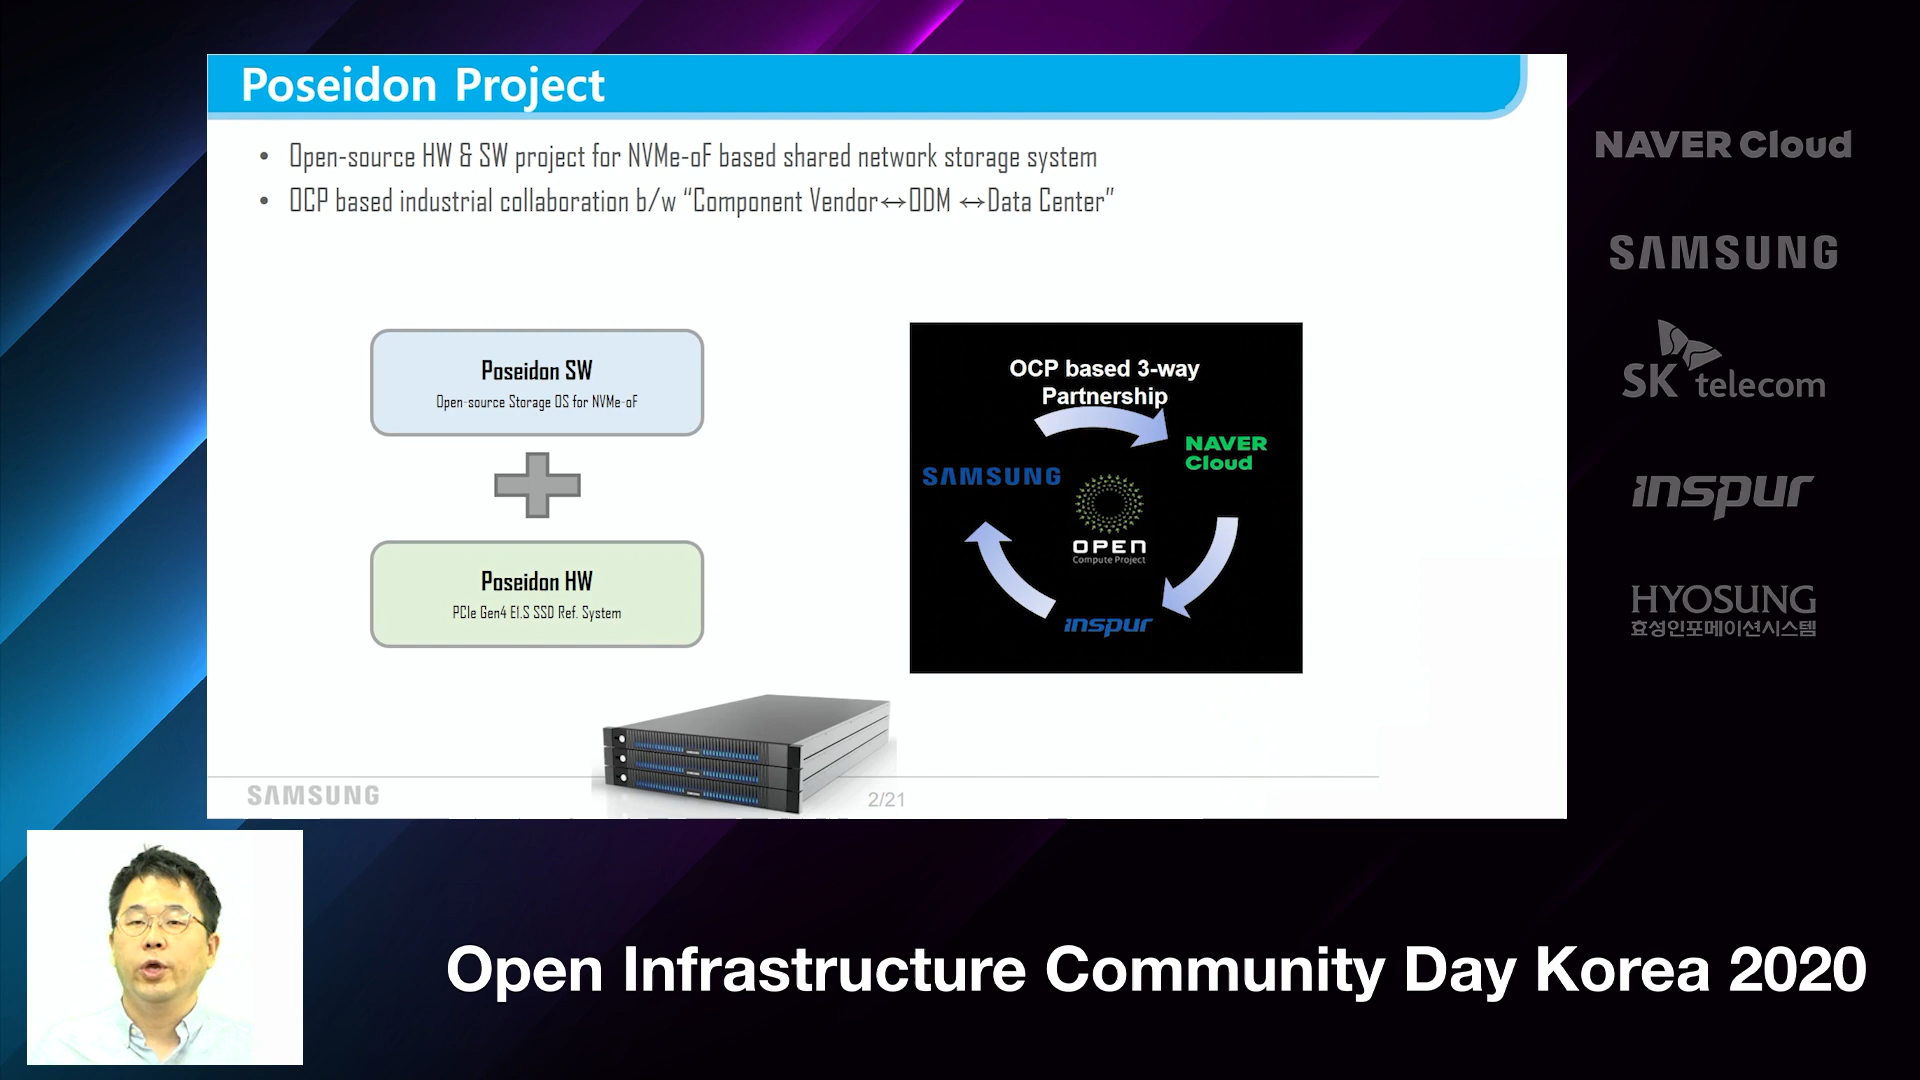 Poseidon Project
• Open-source HW & SW project for NVMe-oF based shared network storage system
• OCP based industrial collaboration b/w “Component Vendor↔ODM ↔Data Center”
Poseidon SW
Open-source Storage OS for NVMe-oF
Poseidon HW
PCIe Gen4 E1.S SSD Ref. System
OCP based 3-way
Partnership
NAVER
Cloud
SAMSUNG
OPEN
Compute Project
inspur
SAMSUNG
2/21
NAVER Cloud
SAMSUNG
SK telecom
inspur
HYOSUNG
효성인포메이션시스템
Open Infrastructure Community Day Korea 2020